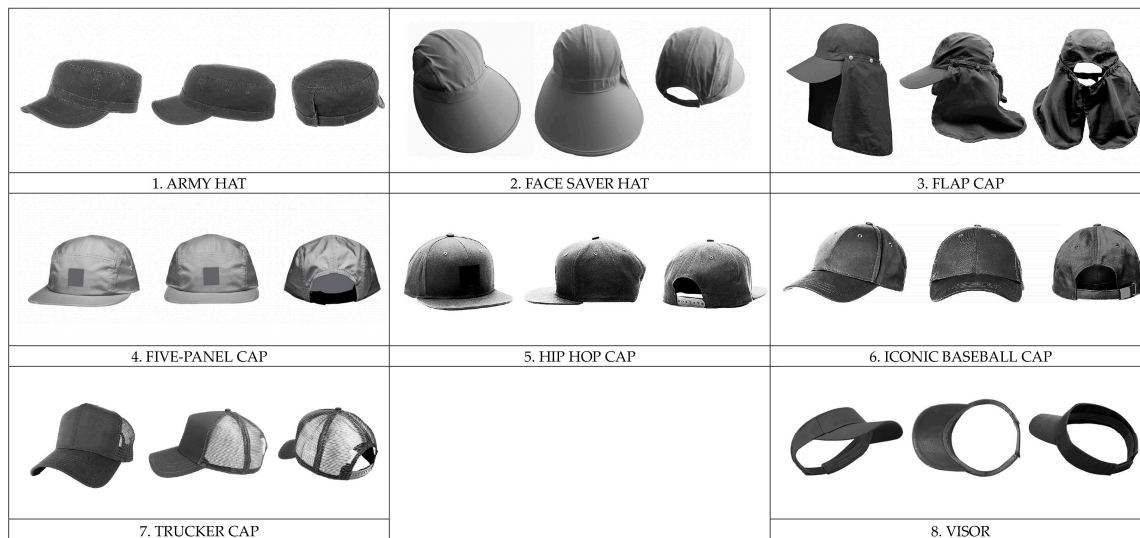 1. ARMY HAT
2. FACE SAVER HAT
3. FLAP CAP
4. FIVE-PANEL CAP
5. HIP HOP CAP
6. ICONIC BASEBALL CAP
7. TRUCKER CAP
8. VISOR